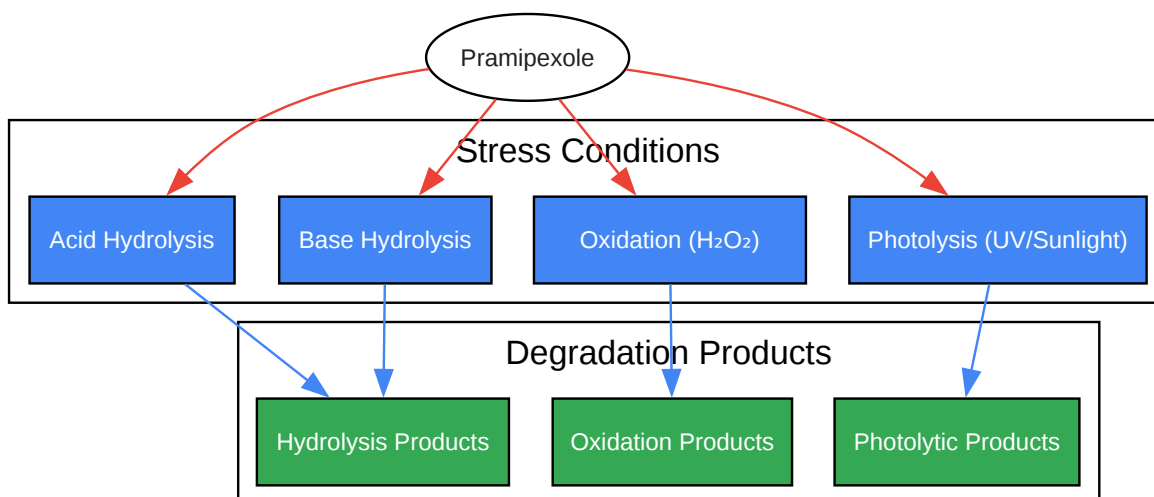 Pramipexole
Stress Conditions
Acid Hydrolysis
Base Hydrolysis
Oxidation (H₂O₂)
Photolysis (UV/Sunlight)
Degradation Products
Hydrolysis Products
Oxidation Products
Photolytic Products